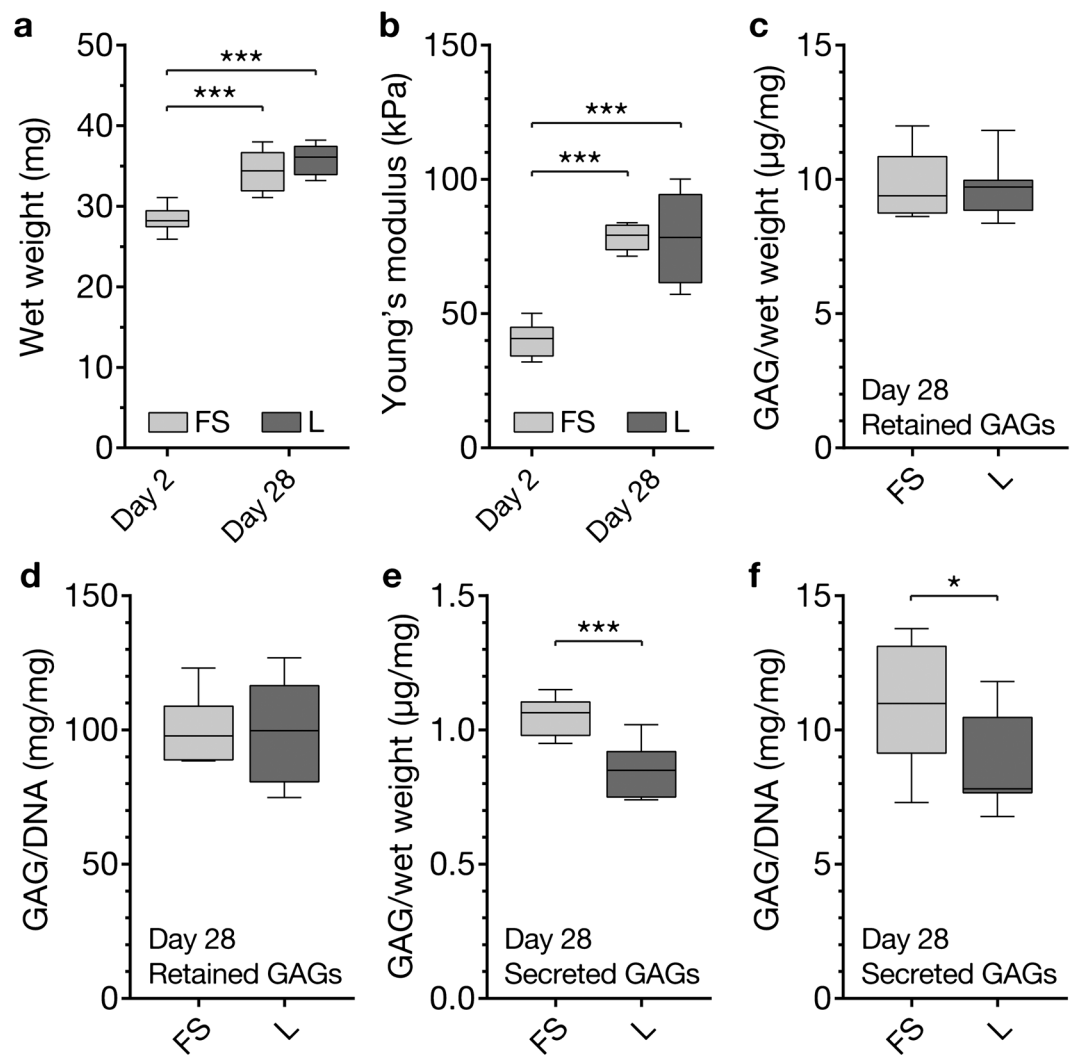 a
Wet weight (mg)
50
40
30
20
10
0
***
***
FS
L
Day 2
Day 28
b
Young’s modulus (kPa)
150
100
50
0
***
***
FS
L
Day 2
Day 28
c
GAG/wet weight (μg/mg)
15
10
5
0
Day 28
Retained GAGs
FS
L
d
GAG/DNA (mg/mg)
150
100
50
0
Day 28
Retained GAGs
FS
L
e
GAG/wet weight (μg/mg)
1.5
1.0
0.5
0.0
***
Day 28
Secreted GAGs
FS
L
f
GAG/DNA (mg/mg)
15
10
5
0
*
Day 28
Secreted GAGs
FS
L